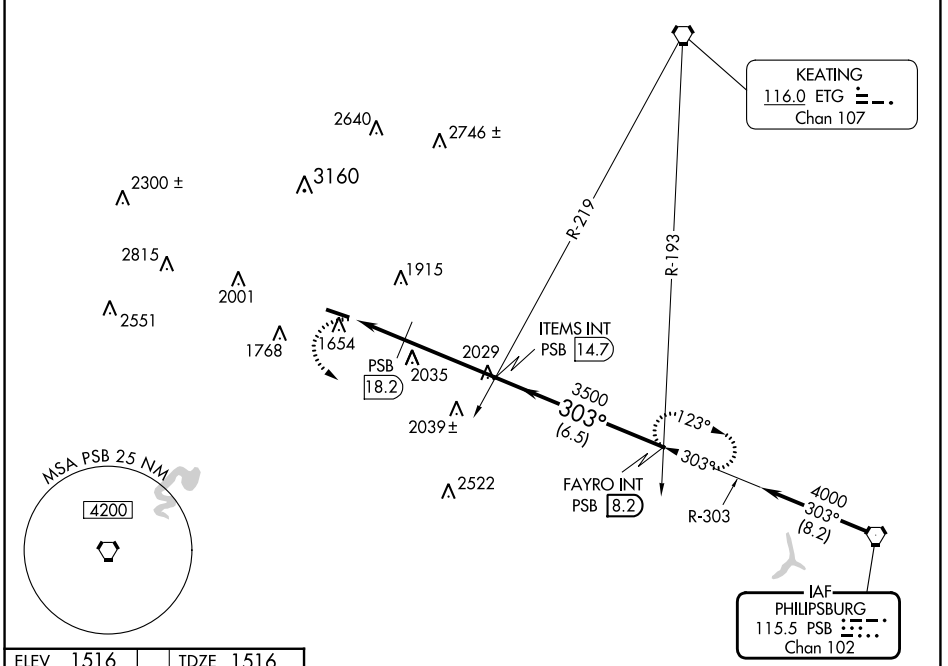 KEATING
116.0 ETG
Chan 107
2640
2746 ±
3160
2300 ±
R-219
R-193
2815
2001
1915
2551
1768
1654
PSB
18.2
2035
2029
ITEMS INT
PSB 14.7
2039 ±
3500
303°
(6.5)
123°
303°
FAYRO INT
PSB 8.2
R-303
4000
303°
(8.2)
2522
MSA PSB 25 NM
4200
IAF
PHILIPSBURG
115.5 PSB
Chan 102
ELEV 1516 TDZE 1516